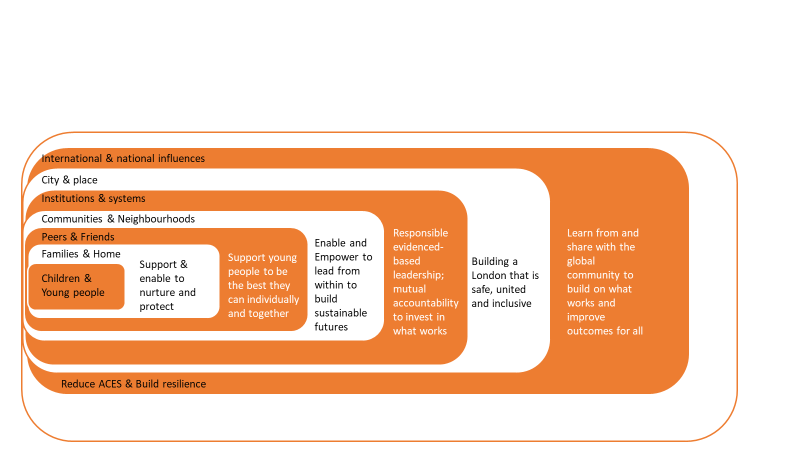 International & national influences
City & place
Institutions & systems
Communities & Neighbourhoods
Peers & Friends
Families & Home
Children &
Young people
Support &
enable to
nurture and
protect
Support young
people to be
the best they
can individually
and together
Enable and
Empower to
lead from
within to
build
sustainable
futures
Responsible
evidenced-
based
leadership;
mutual
accountability
to invest in
what works
Building a
London that is
safe, united
and inclusive
Learn from and
share with the
global
community to
build on what
works and
improve
outcomes for all
Reduce ACES & Build resilience